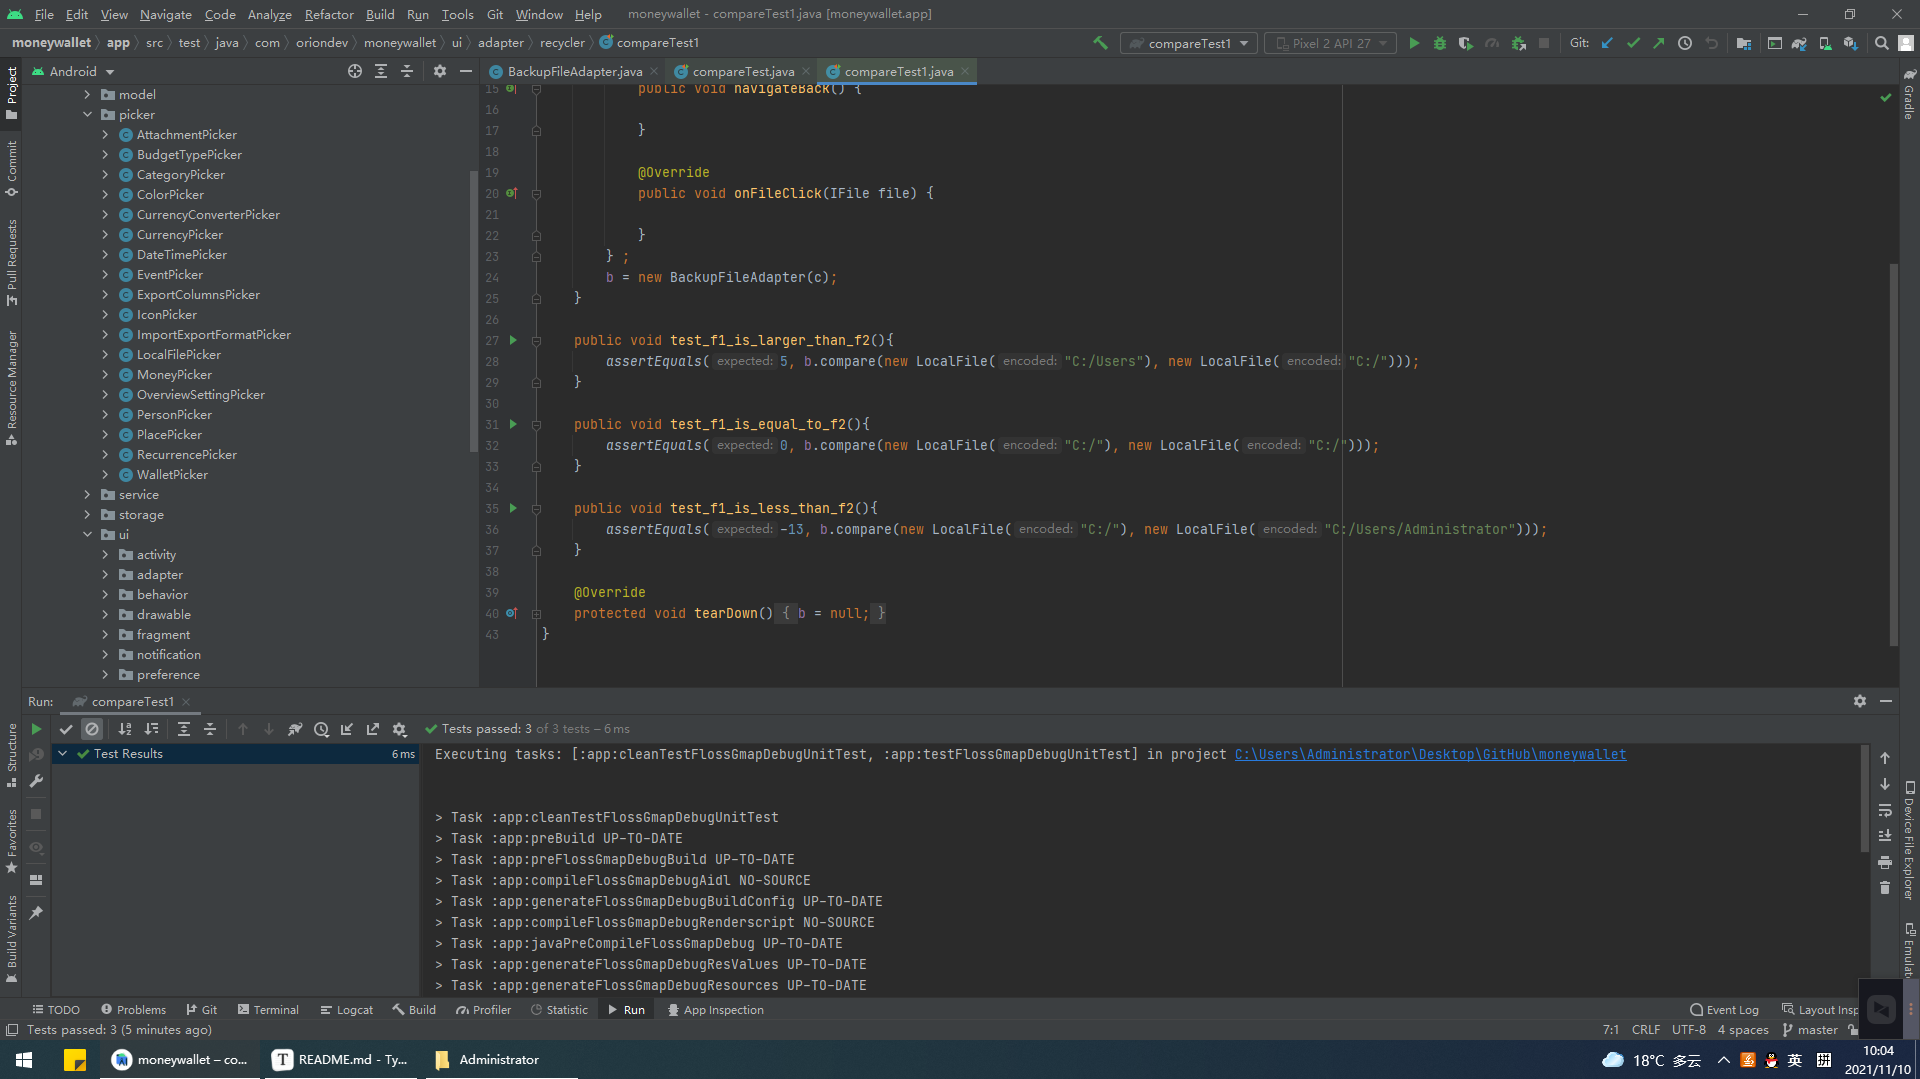 File Edit View Navigate Code Analyze Refactor Build Run Tools Git Window Help moneywallet - compareTest1.java [moneywallet.app]
moneywallet app src test java com oriondev moneywallet ui adapter recycler compareTest1
compareTest1 Pixel 2 API 27 Git:
Android
BackupFileAdapter.java compareTest.java compareTest1.java
Project
Commit
Pull Requests
Resource Manager
Structure
Favorites
Build Variants
Gradle
Device File Explorer
model
picker
AttachmentPicker
BudgetTypePicker
CategoryPicker
ColorPicker
CurrencyConverterPicker
CurrencyPicker
DateTimePicker
EventPicker
ExportColumnsPicker
IconPicker
ImportExportFormatPicker
LocalFilePicker
MoneyPicker
OverviewSettingPicker
PersonPicker
PlacePicker
RecurrencePicker
WalletPicker
service
storage
ui
activity
adapter
behavior
drawable
fragment
notification
preference
15 public void navigateBack() {
16
17 }
18
19 @Override
20 public void onFileClick(IFile file) {
21
22 }
23 } ;
24 b = new BackupFileAdapter(c);
25 }
26
27 public void test_f1_is_larger_than_f2(){
28 assertEquals( expected: 5, b.compare(new LocalFile( encoded: "C:/Users"), new LocalFile( encoded: "C:/")));
29 }
30
31 public void test_f1_is_equal_to_f2(){
32 assertEquals( expected: 0, b.compare(new LocalFile( encoded: "C:/"), new LocalFile( encoded: "C:/")));
33 }
34
35 public void test_f1_is_less_than_f2(){
36 assertEquals( expected: -13, b.compare(new LocalFile( encoded: "C:/"), new LocalFile( encoded: "C:/Users/Administrator")));
37 }
38
39 @Override
40 protected void tearDown() { b = null; }
43 }
Run: compareTest1
Tests passed: 3 of 3 tests – 6 ms
Test Results 6 ms
Executing tasks: [:app:cleanTestFlossGmapDebugUnitTest, :app:testFlossGmapDebugUnitTest] in project C:\Users\Administrator\Desktop\GitHub\moneywallet
> Task :app:cleanTestFlossGmapDebugUnitTest
> Task :app:preBuild UP-TO-DATE
> Task :app:preFlossGmapDebugBuild UP-TO-DATE
> Task :app:compileFlossGmapDebugAidl NO-SOURCE
> Task :app:generateFlossGmapDebugBuildConfig UP-TO-DATE
> Task :app:compileFlossGmapDebugRenderscript NO-SOURCE
> Task :app:javaPreCompileFlossGmapDebug UP-TO-DATE
> Task :app:generateFlossGmapDebugResValues UP-TO-DATE
> Task :app:generateFlossGmapDebugResources UP-TO-DATE
TODO Problems Git Terminal Logcat Build Profiler Statistic Run App Inspection Event Log Layout Insp
Tests passed: 3 (5 minutes ago) 7:1 CRLF UTF-8 4 spaces master
moneywallet – co... README.md - Ty... Administrator 18°C 多云 英 拼 10:04
2021/11/10